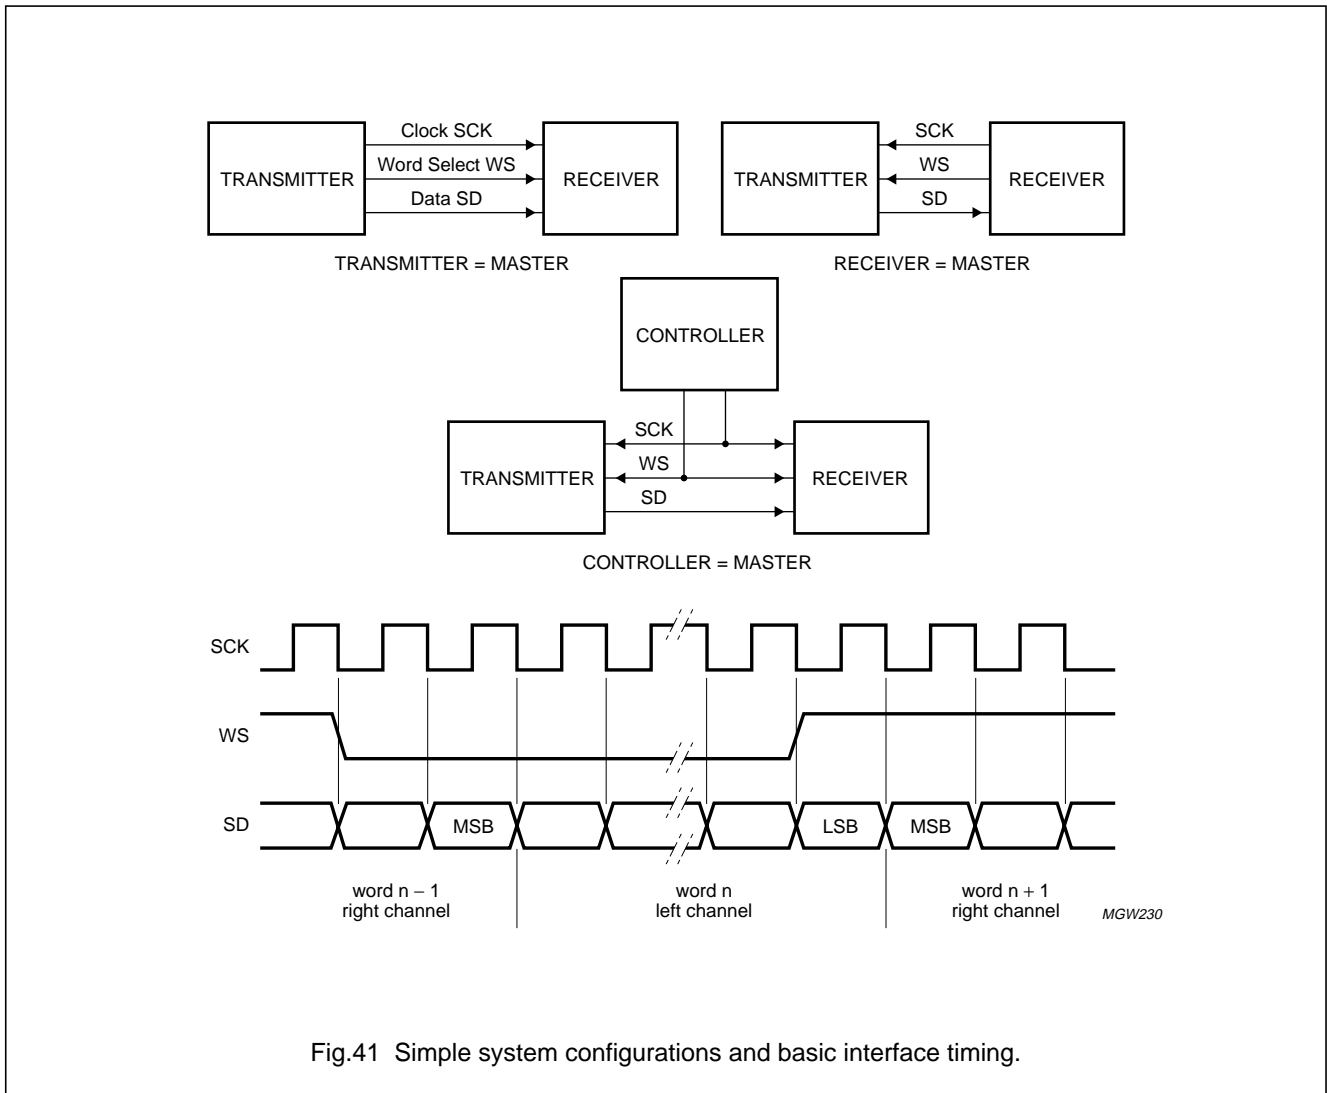 Clock SCK
Word Select WS
Data SD
TRANSMITTER
RECEIVER
TRANSMITTER = MASTER
SCK
WS
SD
TRANSMITTER
RECEIVER
RECEIVER = MASTER
CONTROLLER
SCK
WS
SD
TRANSMITTER
RECEIVER
CONTROLLER = MASTER
SCK
WS
SD
MSB
LSB
MSB
word n − 1
right channel
word n
left channel
word n + 1
right channel
MGW230
Fig.41 Simple system configurations and basic interface timing.